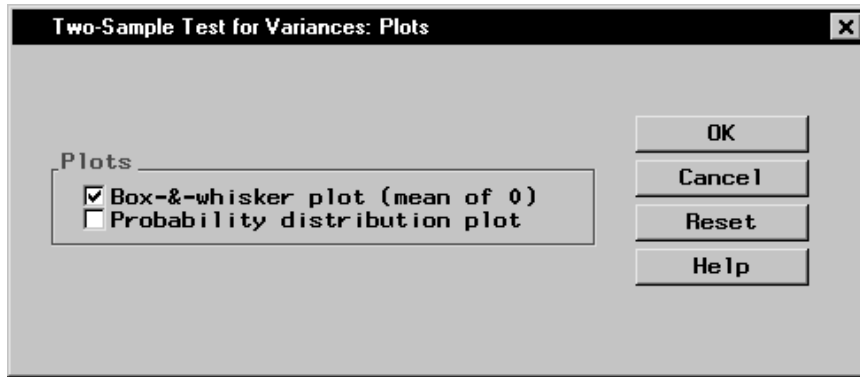 Two-Sample Test for Variances: Plots
Plots
Box-&-whisker plot (mean of 0)
Probability distribution plot
OK
Cancel
Reset
Help